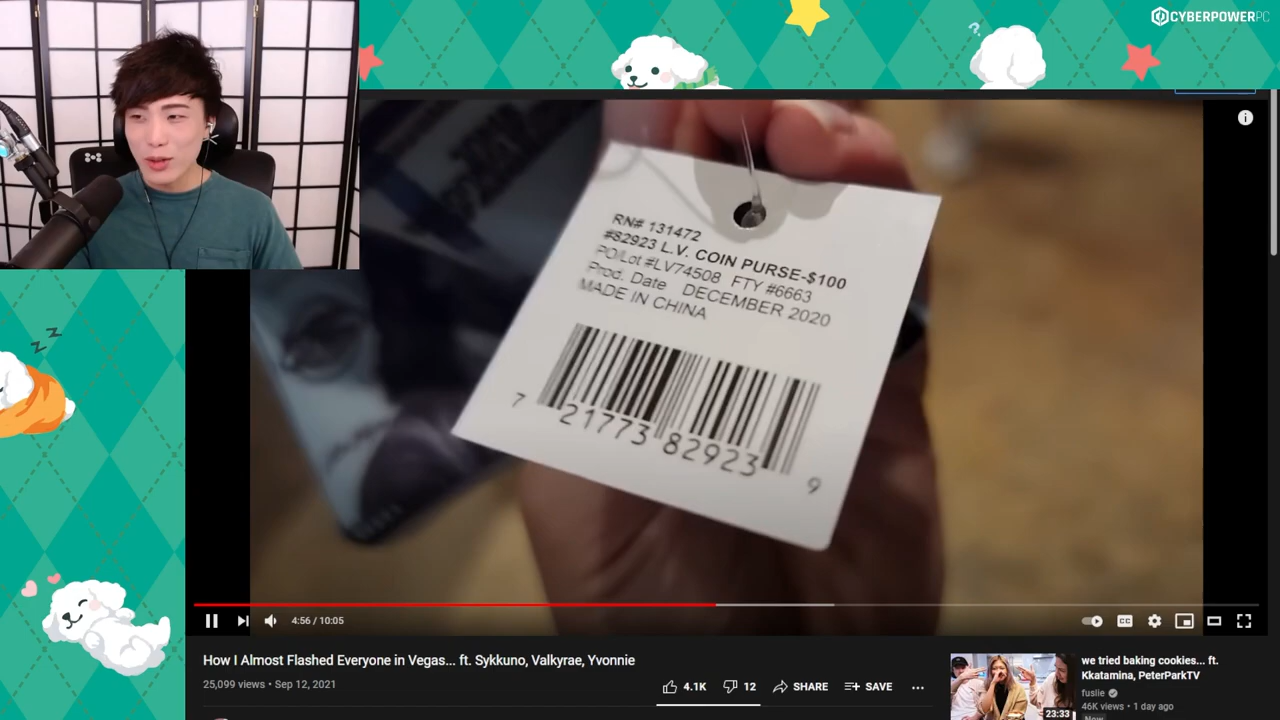 CYBERPOWERPC
RN# 131472
#82923 L.V. COIN PURSE-$100
PO/Lot #LV74508 FTY #6663
Prod. Date DECEMBER 2020
MADE IN CHINA
7 21773 82923 9
z z z
?
4:56 / 10:05
CC
How I Almost Flashed Everyone in Vegas... ft. Sykkuno, Valkyrae, Yvonnie
25,099 views • Sep 12, 2021
4.1K
12
SHARE
SAVE
23:33
we tried baking cookies... ft.
Kkatamina, PeterParkTV
fuslie
46K views • 1 day ago
New